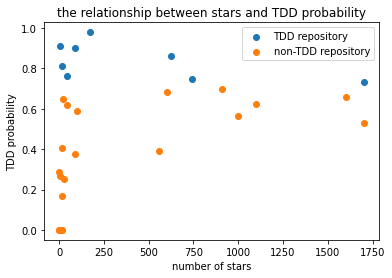 the relationship between stars and TDD probability
TDD repository
non-TDD repository
TDD probability
1.0
0.8
0.6
0.4
0.2
0.0
0
250
500
750
1000
1250
1500
1750
number of stars